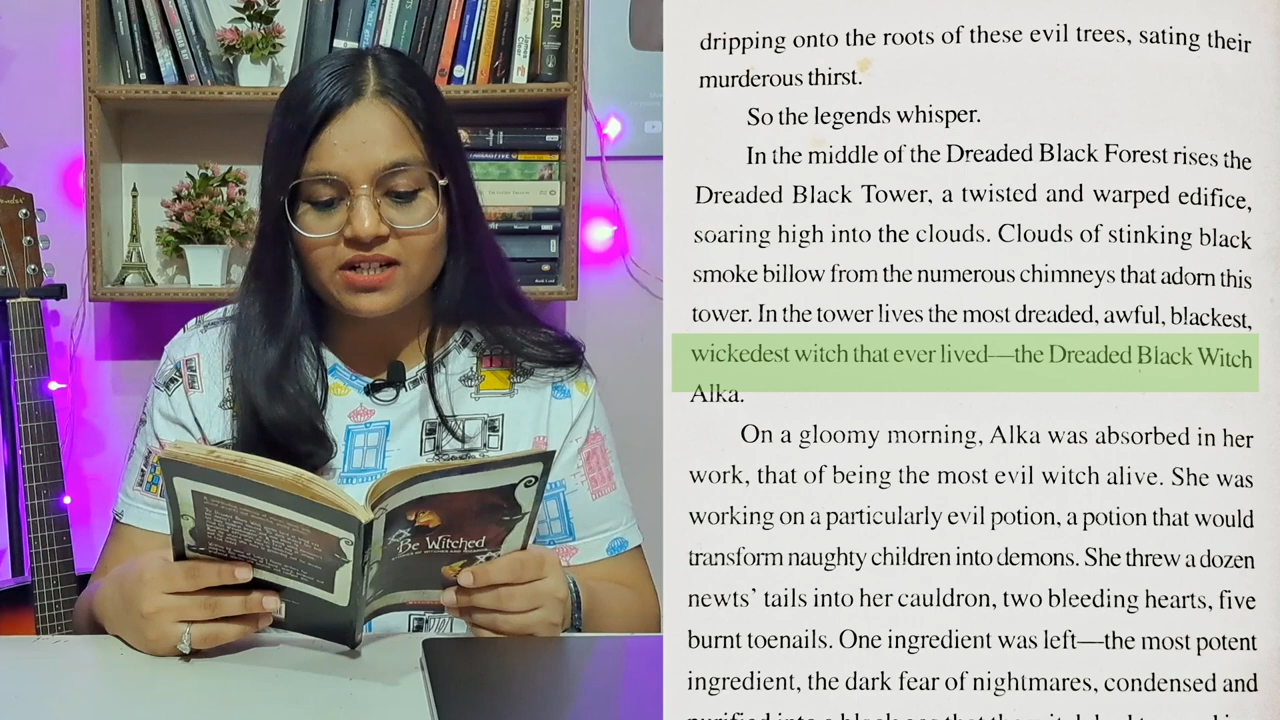 James
Clear
Be Witched
dripping onto the roots of these evil trees, sating their
murderous thirst.
So the legends whisper.
In the middle of the Dreaded Black Forest rises the
Dreaded Black Tower, a twisted and warped edifice,
soaring high into the clouds. Clouds of stinking black
smoke billow from the numerous chimneys that adorn this
tower. In the tower lives the most dreaded, awful, blackest,
wickedest witch that ever lived—the Dreaded Black Witch
Alka.
On a gloomy morning, Alka was absorbed in her
work, that of being the most evil witch alive. She was
working on a particularly evil potion, a potion that would
transform naughty children into demons. She threw a dozen
newts’ tails into her cauldron, two bleeding hearts, five
burnt toenails. One ingredient was left—the most potent
ingredient, the dark fear of nightmares, condensed and